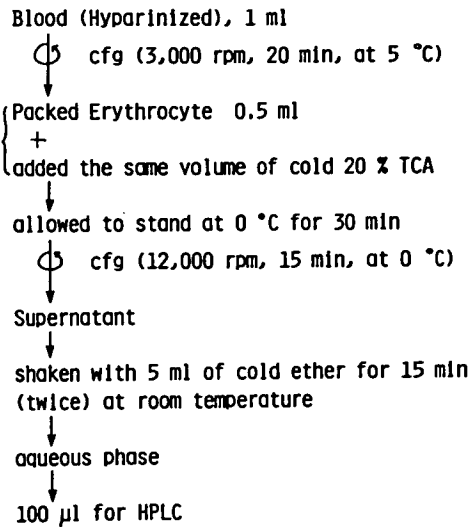 Blood (Hyparinized), 1 ml
cfg (3,000 rpm, 20 min, at 5 °C)
Packed Erythrocyte 0.5 ml
+
added the same volume of cold 20 % TCA
allowed to stand at 0 °C for 30 min
cfg (12,000 rpm, 15 min, at 0 °C)
Supernatant
shaken with 5 ml of cold ether for 15 min
(twice) at room temperature
aqueous phase
100 µl for HPLC